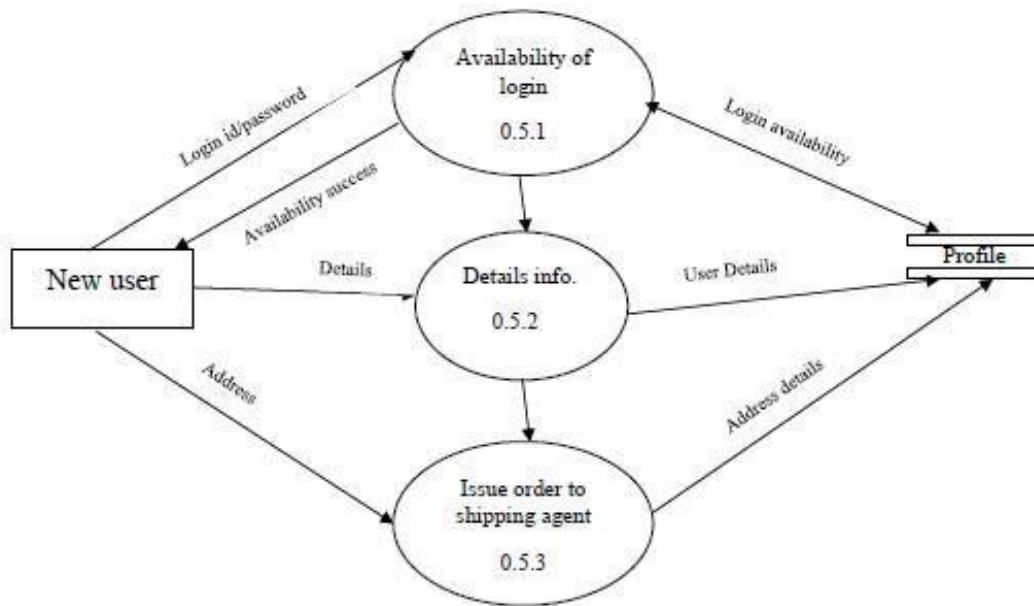 Availability of
login
0.5.1
Login id/password
Login availability
Availability success
New user
Details
Details info.
0.5.2
User Details
Profile
Address
Address details
Issue order to
shipping agent
0.5.3